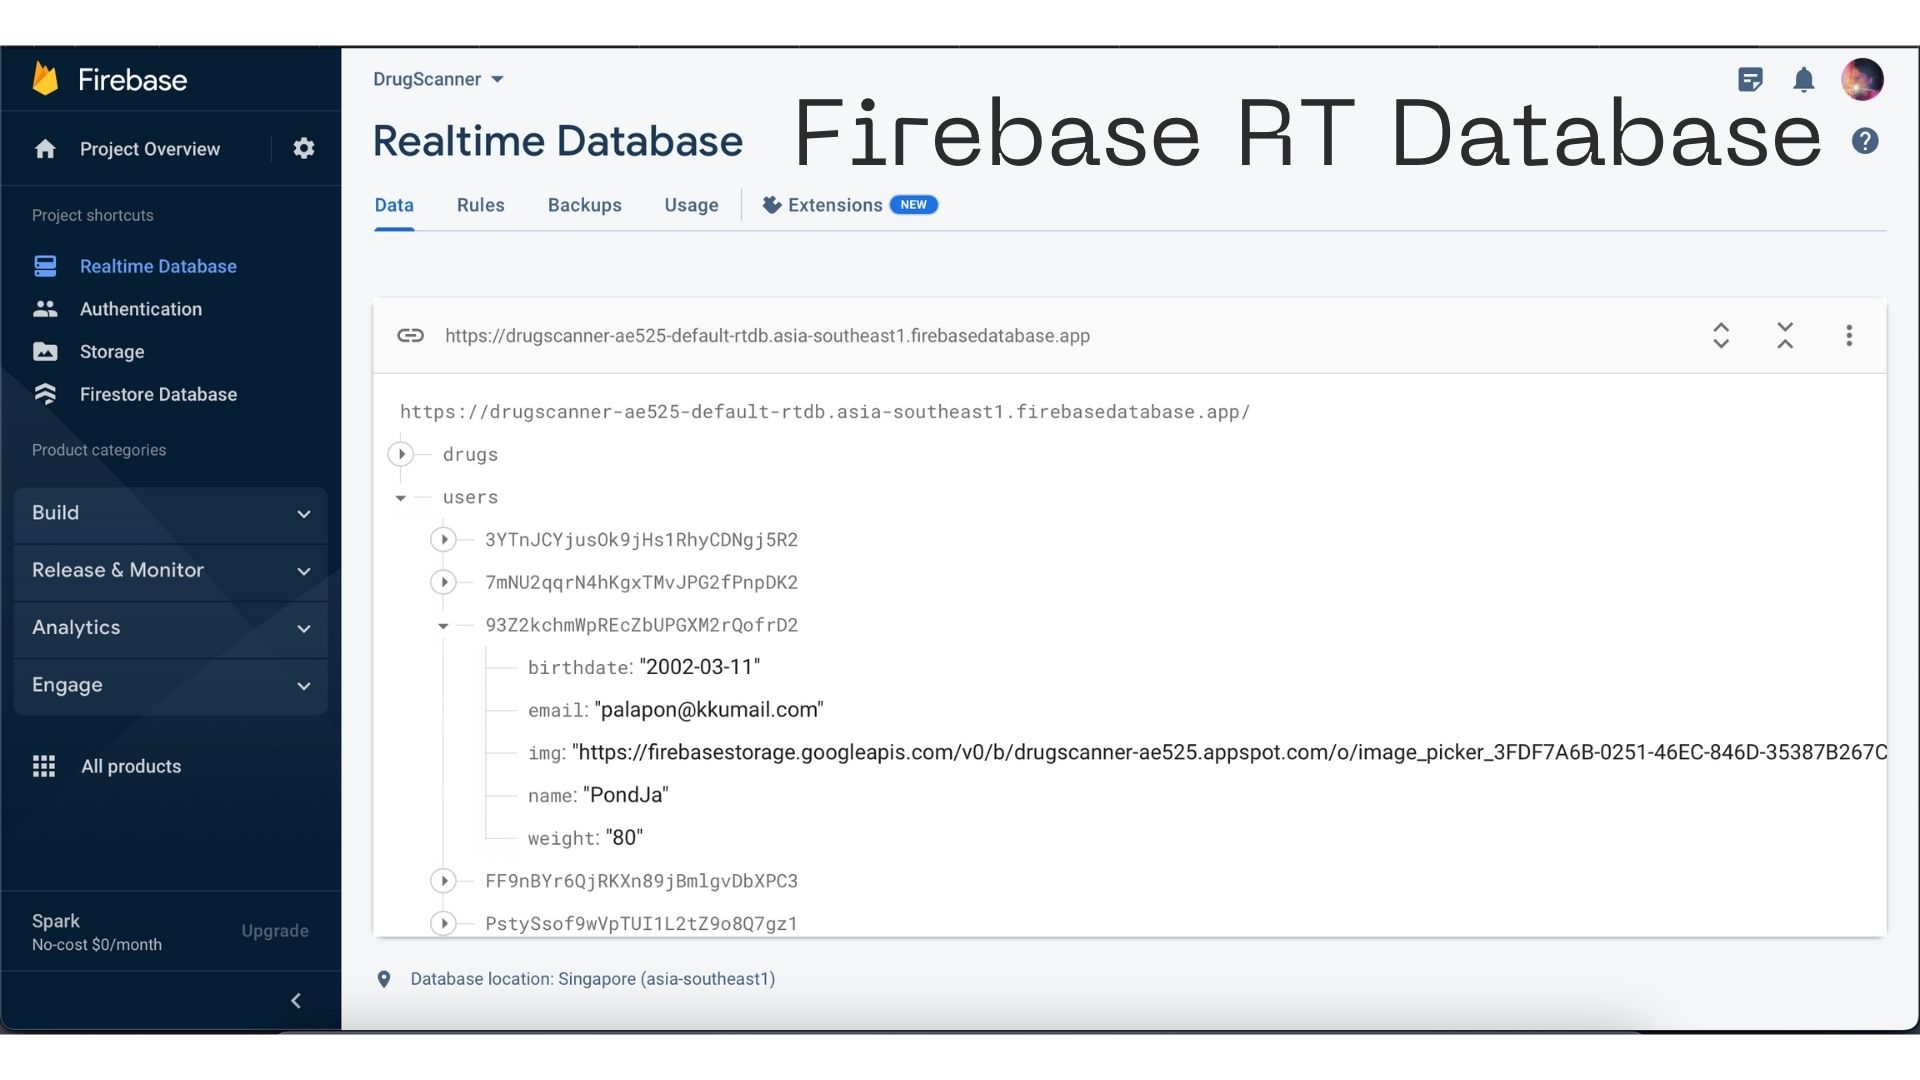 Firebase
Project Overview
Project shortcuts
Realtime Database
Authentication
Storage
Firestore Database
Product categories
Build
Release & Monitor
Analytics
Engage
All products
Spark
No-cost $0/month
Upgrade
DrugScanner
Realtime Database
Firebase RT Database
Data Rules Backups Usage Extensions NEW
https://drugscanner-ae525-default-rtdb.asia-southeast1.firebasedatabase.app
https://drugscanner-ae525-default-rtdb.asia-southeast1.firebasedatabase.app/
drugs
users
3YTnJCYjusOk9jHs1RhyCDNgj5R2
7mNU2qqrN4hKgxTMvJPG2fPnpDK2
93Z2kchmWpREcZbUPGXM2rQofrD2
birthdate: "2002-03-11"
email: "palapon@kkumail.com"
img: "https://firebasestorage.googleapis.com/v0/b/drugscanner-ae525.appspot.com/o/image_picker_3FDF7A6B-0251-46EC-846D-35387B267C
name: "PondJa"
weight: "80"
FF9nBYr6QjRKXn89jBmlgvDbXPC3
PstySsof9wVpTUI1L2tZ9o8Q7gz1
Database location: Singapore (asia-southeast1)